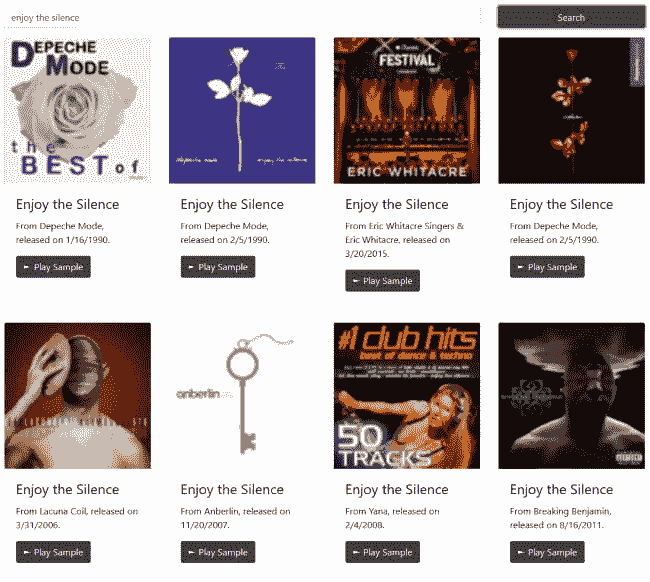 enjoy the silence
Search
DEPECHE
MODE
the
BEST of
depeche mode
enjoy the silence
FESTIVAL
ERIC WHITACRE
Enjoy the Silence
From Depeche Mode,
released on 1/16/1990.
► Play Sample
Enjoy the Silence
From Depeche Mode,
released on 2/5/1990.
► Play Sample
Enjoy the Silence
From Eric Whitacre Singers &
Eric Whitacre, released on
3/20/2015.
► Play Sample
Enjoy the Silence
From Depeche Mode,
released on 2/5/1990.
► Play Sample
anberlin
#1 club hits
best of dance & techno
50
TRACKS
Enjoy the Silence
From Lacuna Coil, released on
3/31/2006.
► Play Sample
Enjoy the Silence
From Anberlin, released on
11/20/2007.
► Play Sample
Enjoy the Silence
From Yana, released on
2/4/2008.
► Play Sample
Enjoy the Silence
From Breaking Benjamin,
released on 8/16/2011.
► Play Sample